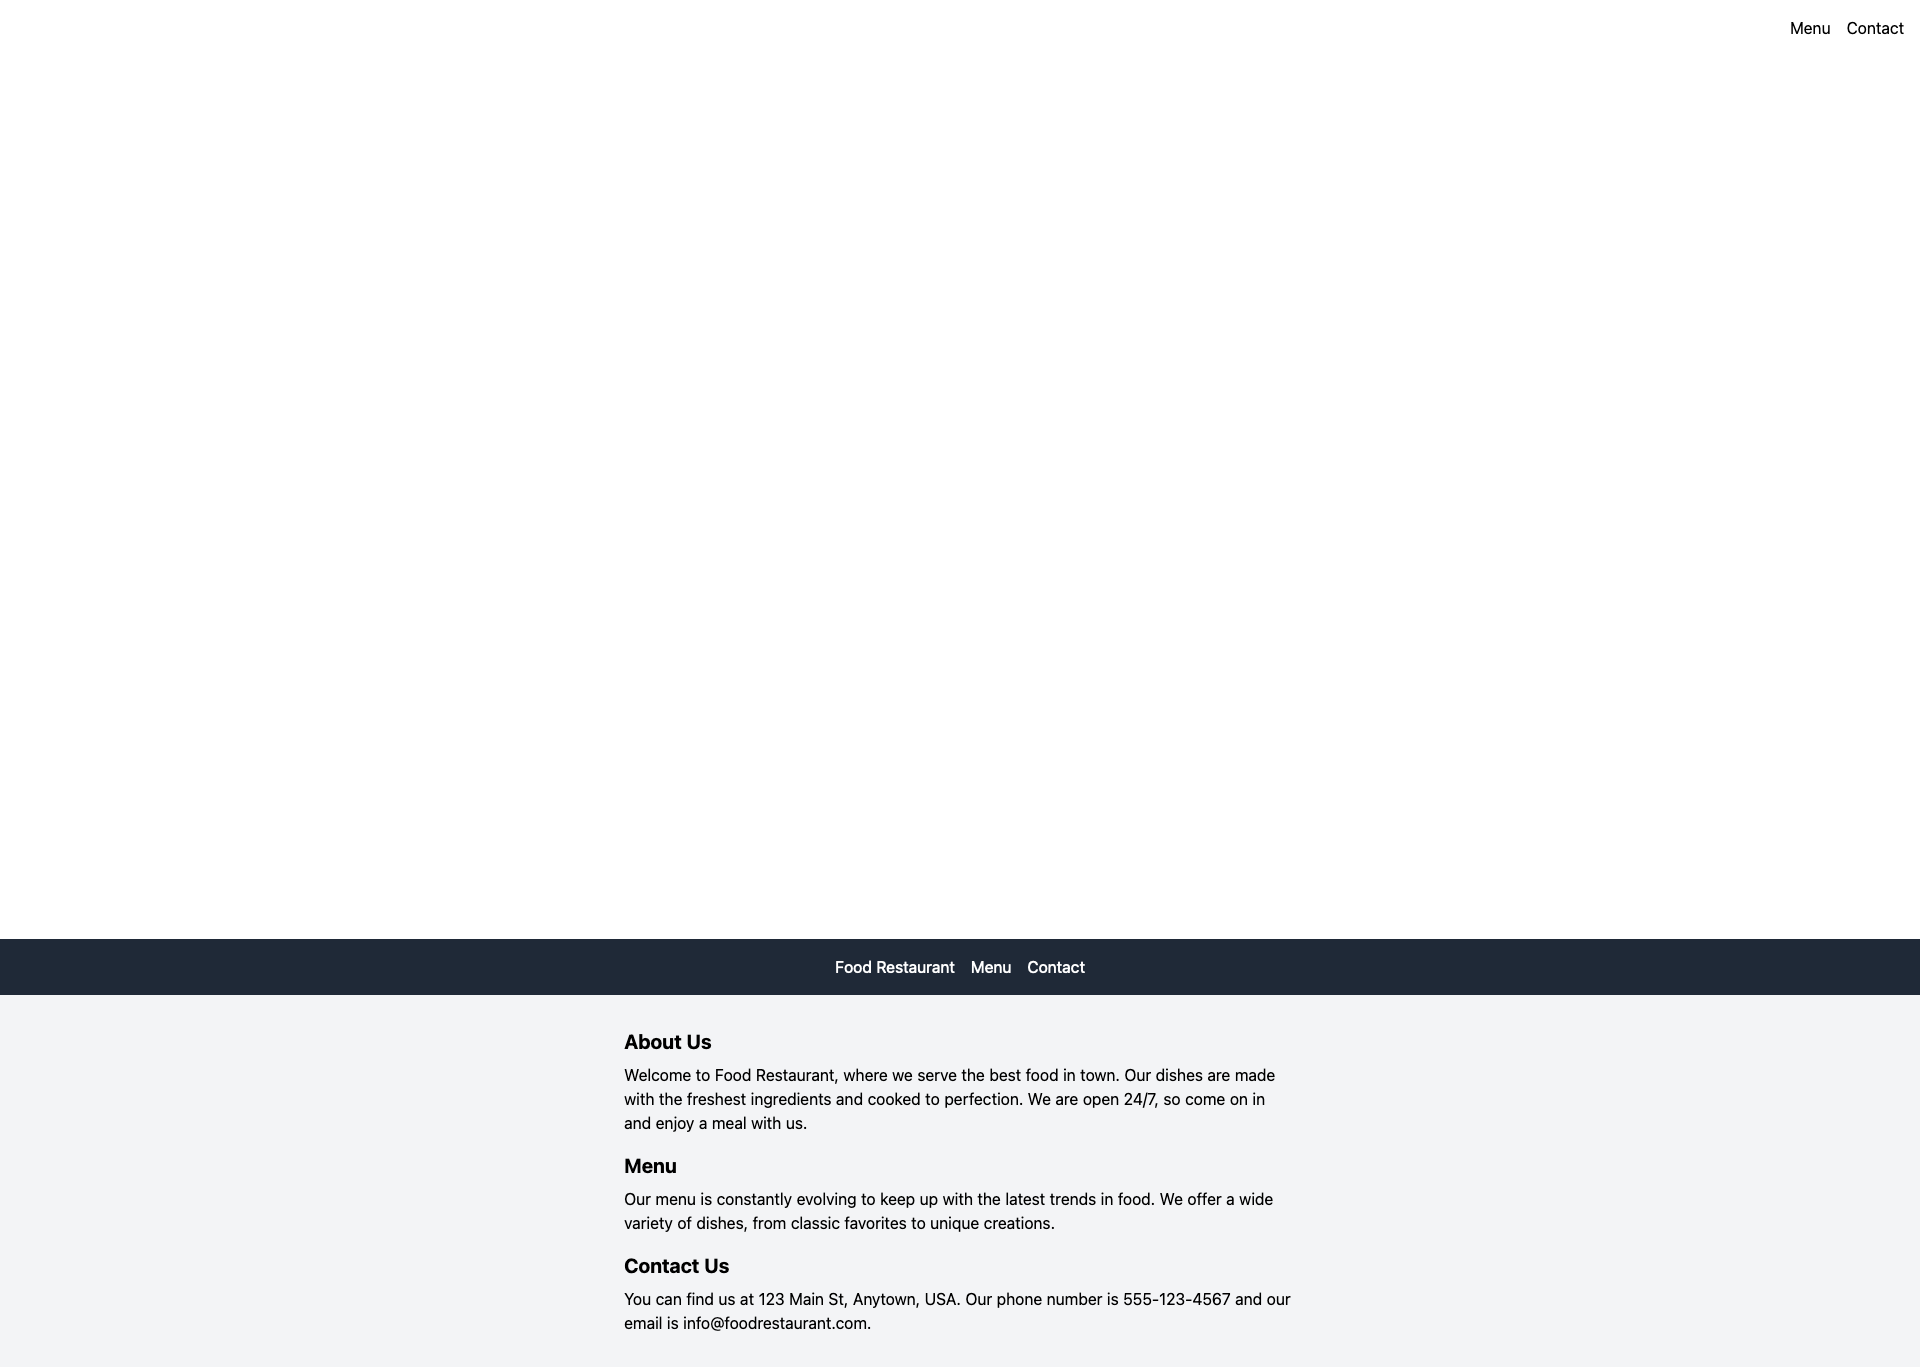 Menu Contact
Food Restaurant Menu Contact
About Us
Welcome to Food Restaurant, where we serve the best food in town. Our dishes are made
with the freshest ingredients and cooked to perfection. We are open 24/7, so come on in
and enjoy a meal with us.
Menu
Our menu is constantly evolving to keep up with the latest trends in food. We offer a wide
variety of dishes, from classic favorites to unique creations.
Contact Us
You can find us at 123 Main St, Anytown, USA. Our phone number is 555-123-4567 and our
email is info@foodrestaurant.com.